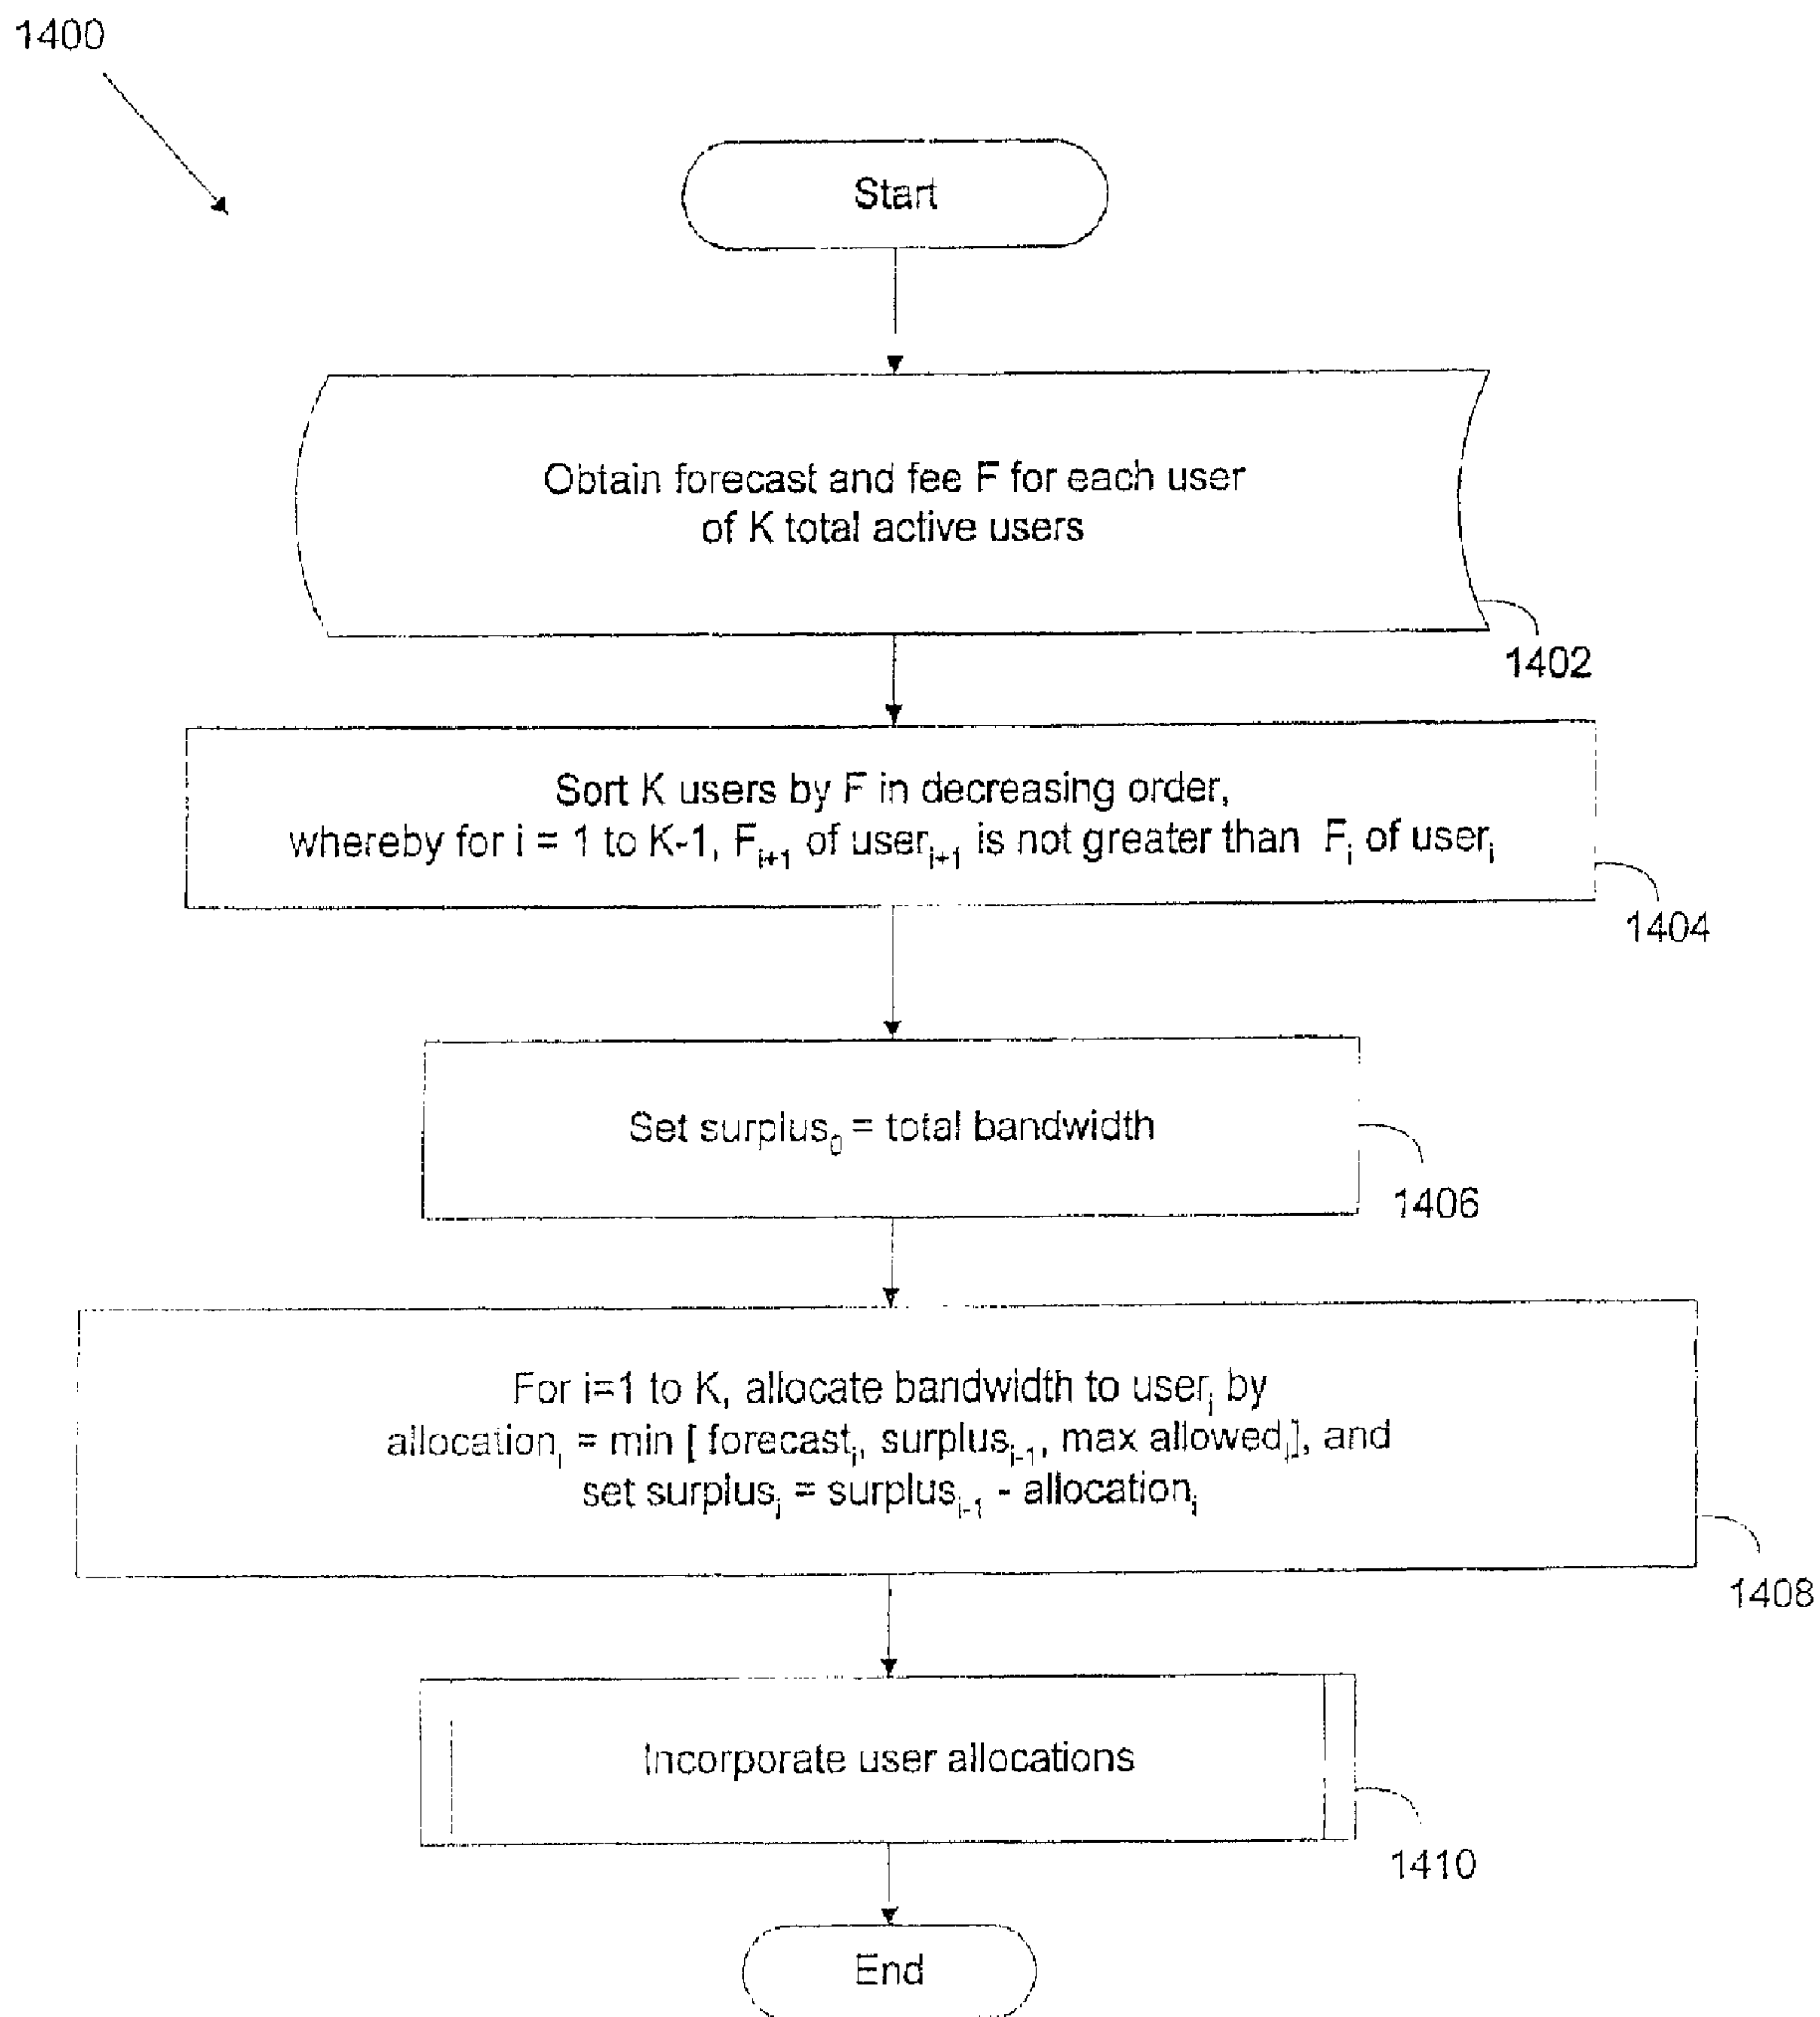 1400
Start
Obtain forecast and fee F for each user
of K total active users
1402
Sort K users by F in decreasing order,
whereby for i = 1 to K-1, Fᵢ₊₁ of userᵢ₊₁ is not greater than Fᵢ of userᵢ
1404
Set surplus₀ = total bandwidth
1406
For i=1 to K, allocate bandwidth to userᵢ by
allocationᵢ = min [ forecastᵢ, surplusᵢ₋₁, max allowedᵢ], and
set surplusᵢ = surplusᵢ₋₁ - allocationᵢ
1408
Incorporate user allocations
1410
End